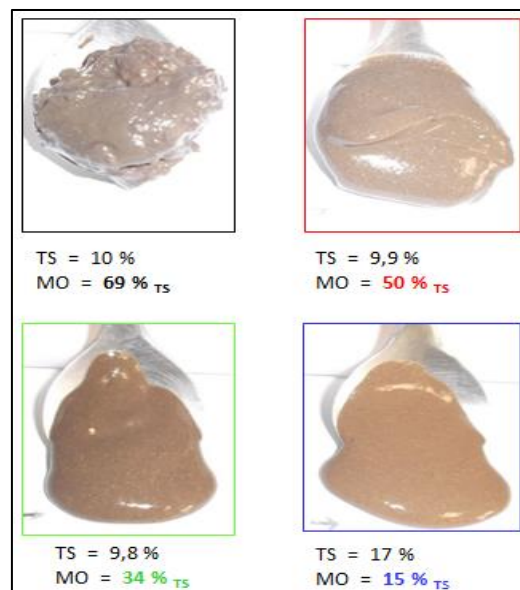 TS = 10 %
MO = 69 % TS
TS = 9,9 %
MO = 50 % TS
TS = 9,8 %
MO = 34 % TS
TS = 17 %
MO = 15 % TS